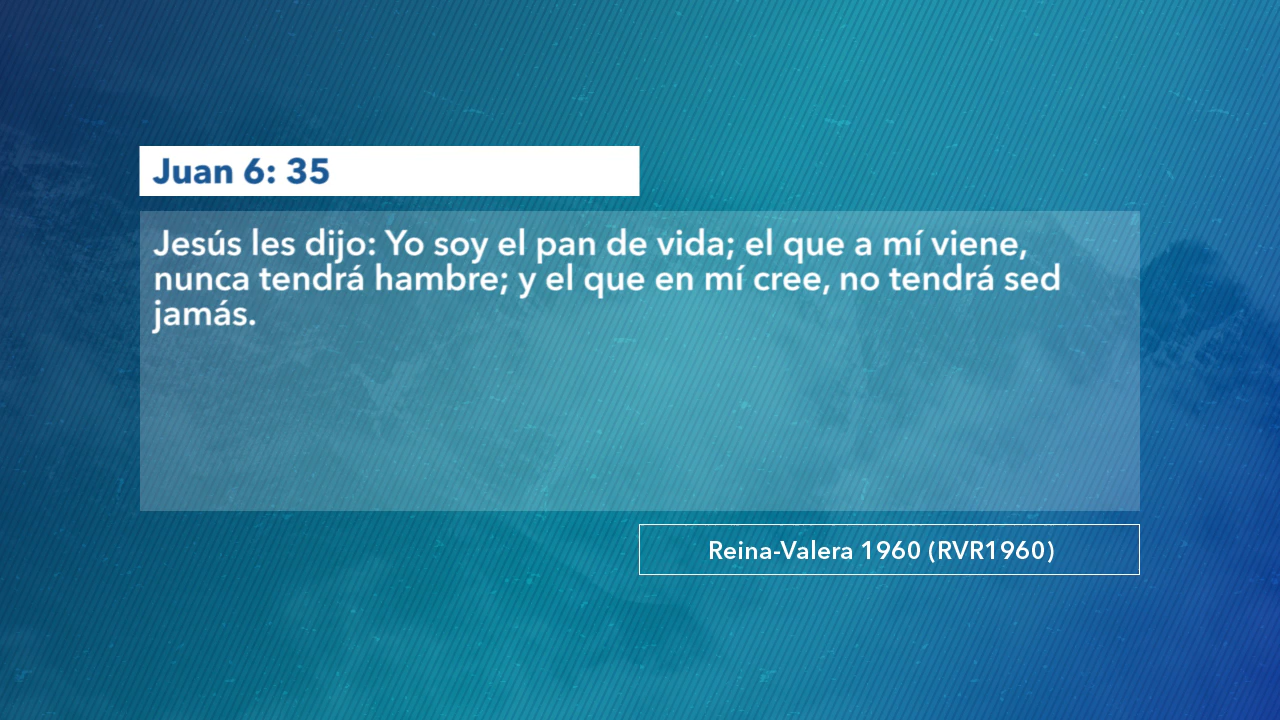 Juan 6: 35
Jesús les dijo: Yo soy el pan de vida; el que a mí viene,
nunca tendrá hambre; y el que en mí cree, no tendrá sed
jamás.
Reina-Valera 1960 (RVR1960)